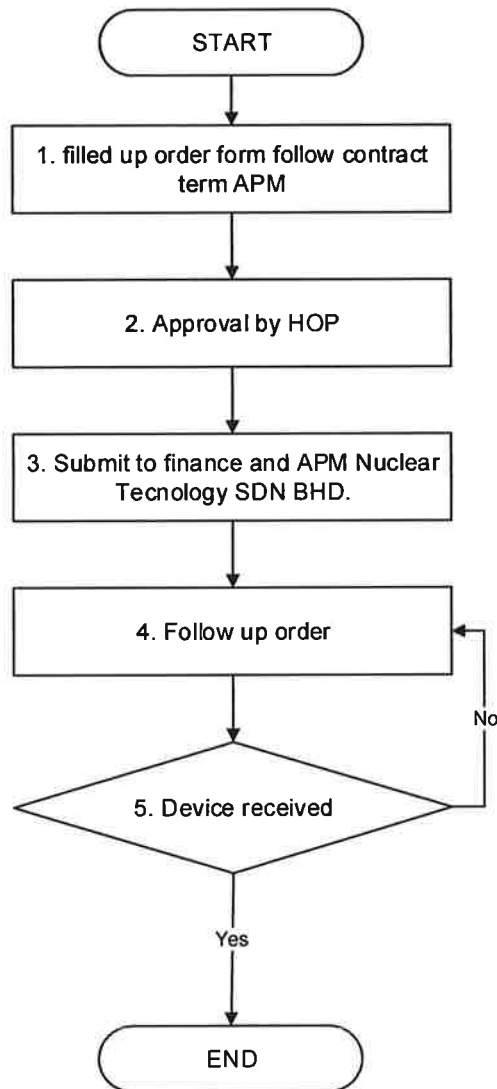 START
1. filled up order form follow contract
term APM
2. Approval by HOP
3. Submit to finance and APM Nuclear
Tecnology SDN BHD.
4. Follow up order
No
5. Device received
Yes
END